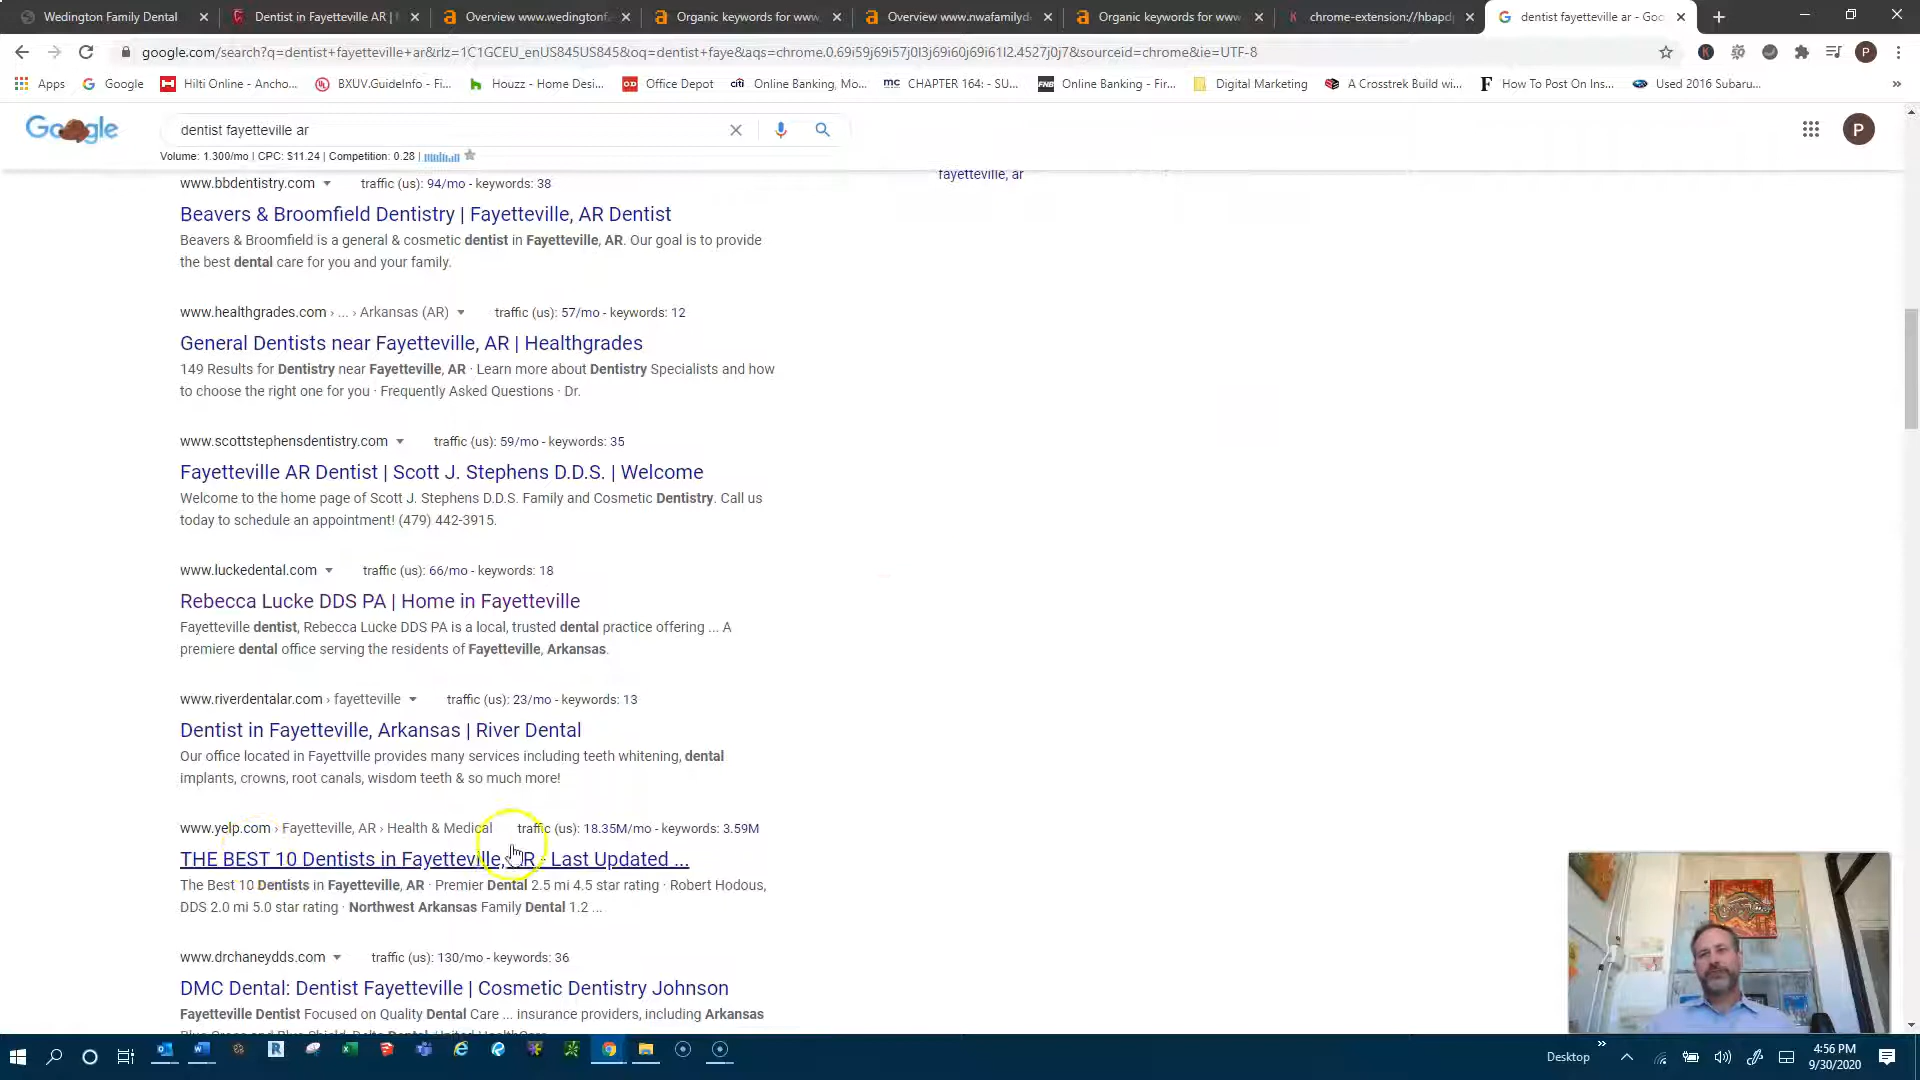 Wedington Family Dental
Dentist in Fayetteville AR |
Overview www.wedingtonf
Organic keywords for www
Overview www.nwafamilyd
Organic keywords for www
chrome-extension://hbapd
dentist fayetteville ar - Goo
google.com/search?q=dentist+fayetteville+ar&rlz=1C1GCEU_enUS845US845&oq=dentist+faye&aqs=chrome.0.69i59j69i57j0l3j69i60j69i61l2.4527j0j7&sourceid=chrome&ie=UTF-8
P
Apps
Google
Hilti Online - Ancho...
BXUV.GuideInfo - Fi...
Houzz - Home Desi...
Office Depot
Online Banking, Mo...
CHAPTER 164: - SU...
Online Banking - Fir...
Digital Marketing
A Crosstrek Build wi...
How To Post On Ins...
Used 2016 Subaru...
Google
dentist fayetteville ar
P
Volume: 1.300/mo | CPC: $11.24 | Competition: 0.28 |
fayetteville, ar
www.bbdentistry.com traffic (us): 94/mo - keywords: 38
Beavers & Broomfield Dentistry | Fayetteville, AR Dentist
Beavers & Broomfield is a general & cosmetic dentist in Fayetteville, AR. Our goal is to provide
the best dental care for you and your family.
www.healthgrades.com › ... › Arkansas (AR) traffic (us): 57/mo - keywords: 12
General Dentists near Fayetteville, AR | Healthgrades
149 Results for Dentistry near Fayetteville, AR · Learn more about Dentistry Specialists and how
to choose the right one for you · Frequently Asked Questions · Dr.
www.scottstephensdentistry.com traffic (us): 59/mo - keywords: 35
Fayetteville AR Dentist | Scott J. Stephens D.D.S. | Welcome
Welcome to the home page of Scott J. Stephens D.D.S. Family and Cosmetic Dentistry. Call us
today to schedule an appointment! (479) 442-3915.
www.luckedental.com traffic (us): 66/mo - keywords: 18
Rebecca Lucke DDS PA | Home in Fayetteville
Fayetteville dentist, Rebecca Lucke DDS PA is a local, trusted dental practice offering ... A
premiere dental office serving the residents of Fayetteville, Arkansas.
www.riverdentalar.com › fayetteville traffic (us): 23/mo - keywords: 13
Dentist in Fayetteville, Arkansas | River Dental
Our office located in Fayettville provides many services including teeth whitening, dental
implants, crowns, root canals, wisdom teeth & so much more!
www.yelp.com › Fayetteville, AR › Health & Medical traffic (us): 18.35M/mo - keywords: 3.59M
THE BEST 10 Dentists in Fayetteville, AR - Last Updated ...
The Best 10 Dentists in Fayetteville, AR · Premier Dental 2.5 mi 4.5 star rating · Robert Hodous,
DDS 2.0 mi 5.0 star rating · Northwest Arkansas Family Dental 1.2 ...
www.drchaneydds.com traffic (us): 130/mo - keywords: 36
DMC Dental: Dentist Fayetteville | Cosmetic Dentistry Johnson
Fayetteville Dentist Focused on Quality Dental Care ... insurance providers, including Arkansas
Desktop
4:56 PM
9/30/2020